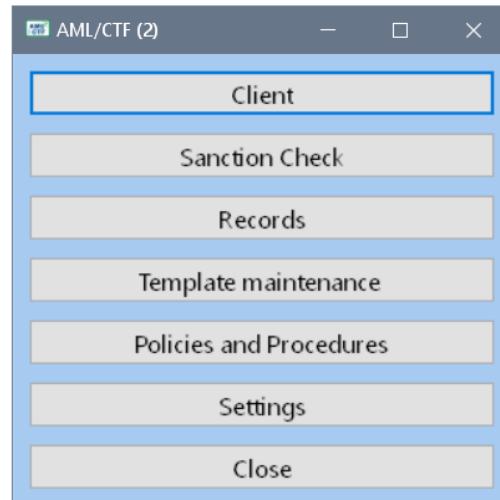 AML/CTF (2)
Client
Sanction Check
Records
Template maintenance
Policies and Procedures
Settings
Close